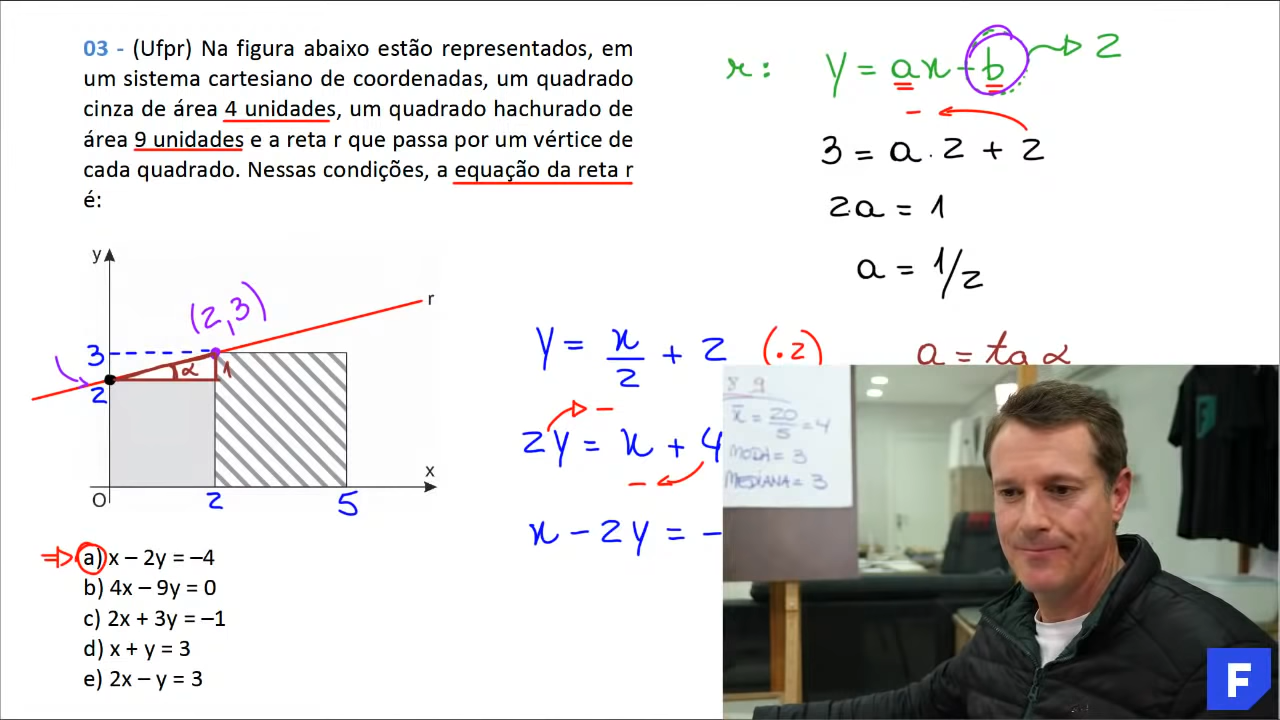 03 - (Ufpr) Na figura abaixo estão representados, em
um sistema cartesiano de coordenadas, um quadrado
cinza de área 4 unidades, um quadrado hachurado de
área 9 unidades e a reta r que passa por um vértice de
cada quadrado. Nessas condições, a equação da reta r
é:
y
r
(2,3)
3
α
1
2
x
O
2
5
a) x – 2y = –4
b) 4x – 9y = 0
c) 2x + 3y = –1
d) x + y = 3
e) 2x – y = 3
r: y = ax + b → 2
−
3 = a · 2 + 2
2a = 1
a = 1/2
y = x/2 + 2 (·2)
a = tg α
−
2y = x + 4
−
x − 2y = −
8 9
x̄ = 20/5 = 4
MODA = 3
MEDIANA = 3
F